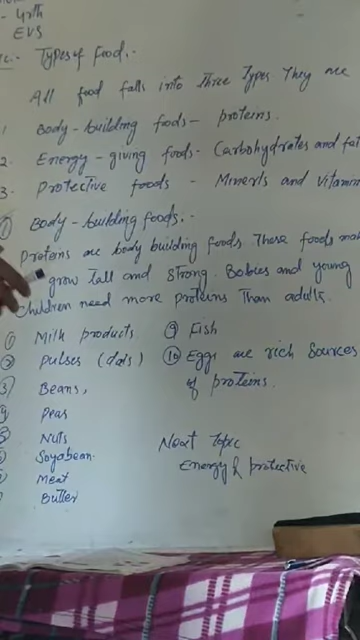 - 4th
EVS
Types of Food.-
All food falls into Three Types They are
1 Body-building foods - proteins.
2. Energy-giving foods- Carbohydrates and fat
3- Protective foods - Minerls and vitamin
① Body-building foods.-
Proteins are body building foods These foods mak
grow tall and strong. Babies and young
children need more proteins Than adults.
① Milk products ⑨ Fish
② pulses (dals) ⑩ Eggs are rich sources
③ Beans, of proteins.
④ Peas
⑤ Nuts Next topic
Soyabean. Energy & protective
Meat
Butter